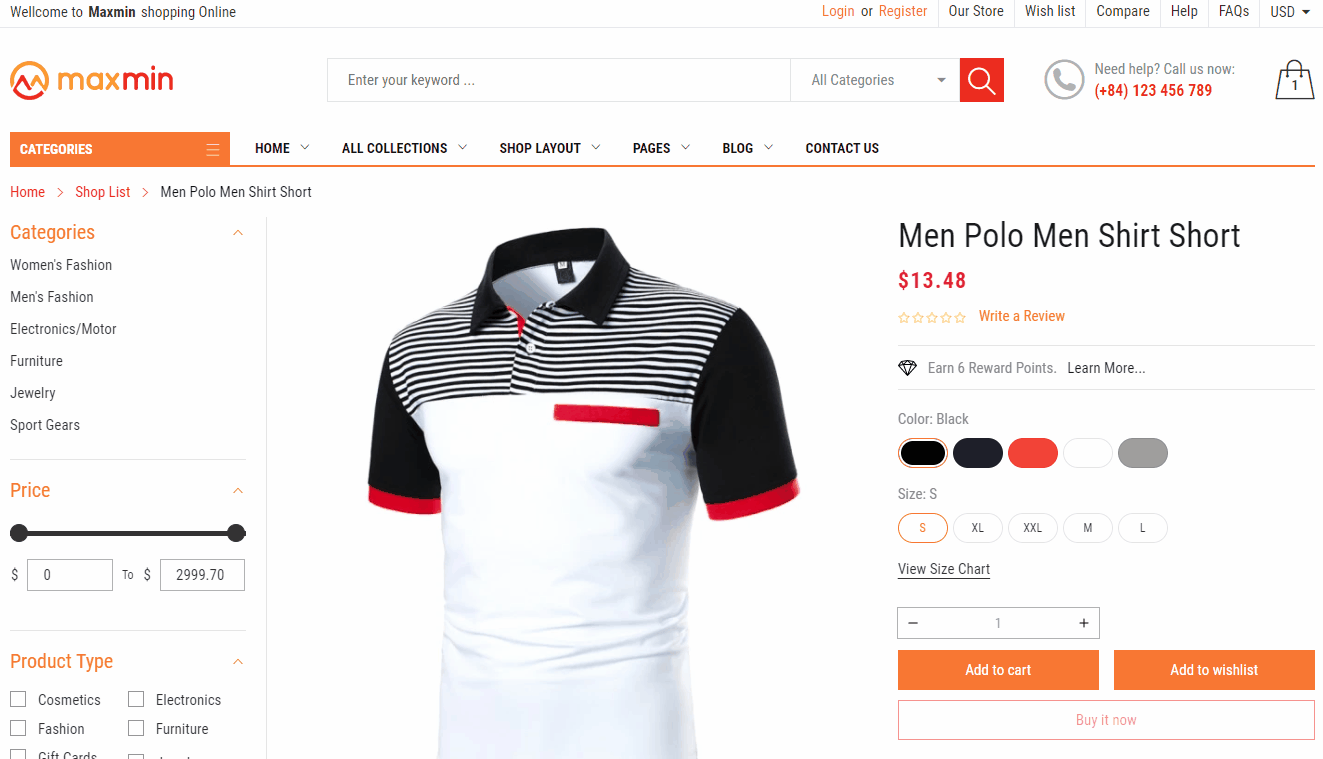 Wellcome to Maxmin shopping Online
Login or Register
Our Store
Wish list
Compare
Help
FAQs
USD
maxmin
Enter your keyword ...
All Categories
Need help? Call us now:
(+84) 123 456 789
1
CATEGORIES
HOME
ALL COLLECTIONS
SHOP LAYOUT
PAGES
BLOG
CONTACT US
Home > Shop List > Men Polo Men Shirt Short
Categories
Women's Fashion
Men's Fashion
Electronics/Motor
Furniture
Jewelry
Sport Gears
Price
$ 0 To $ 2999.70
Product Type
Cosmetics
Electronics
Fashion
Furniture
Gift Cards
Men Polo Men Shirt Short
$13.48
Write a Review
Earn 6 Reward Points. Learn More...
Color: Black
Size: S
S XL XXL M L
View Size Chart
− 1 +
Add to cart
Add to wishlist
Buy it now